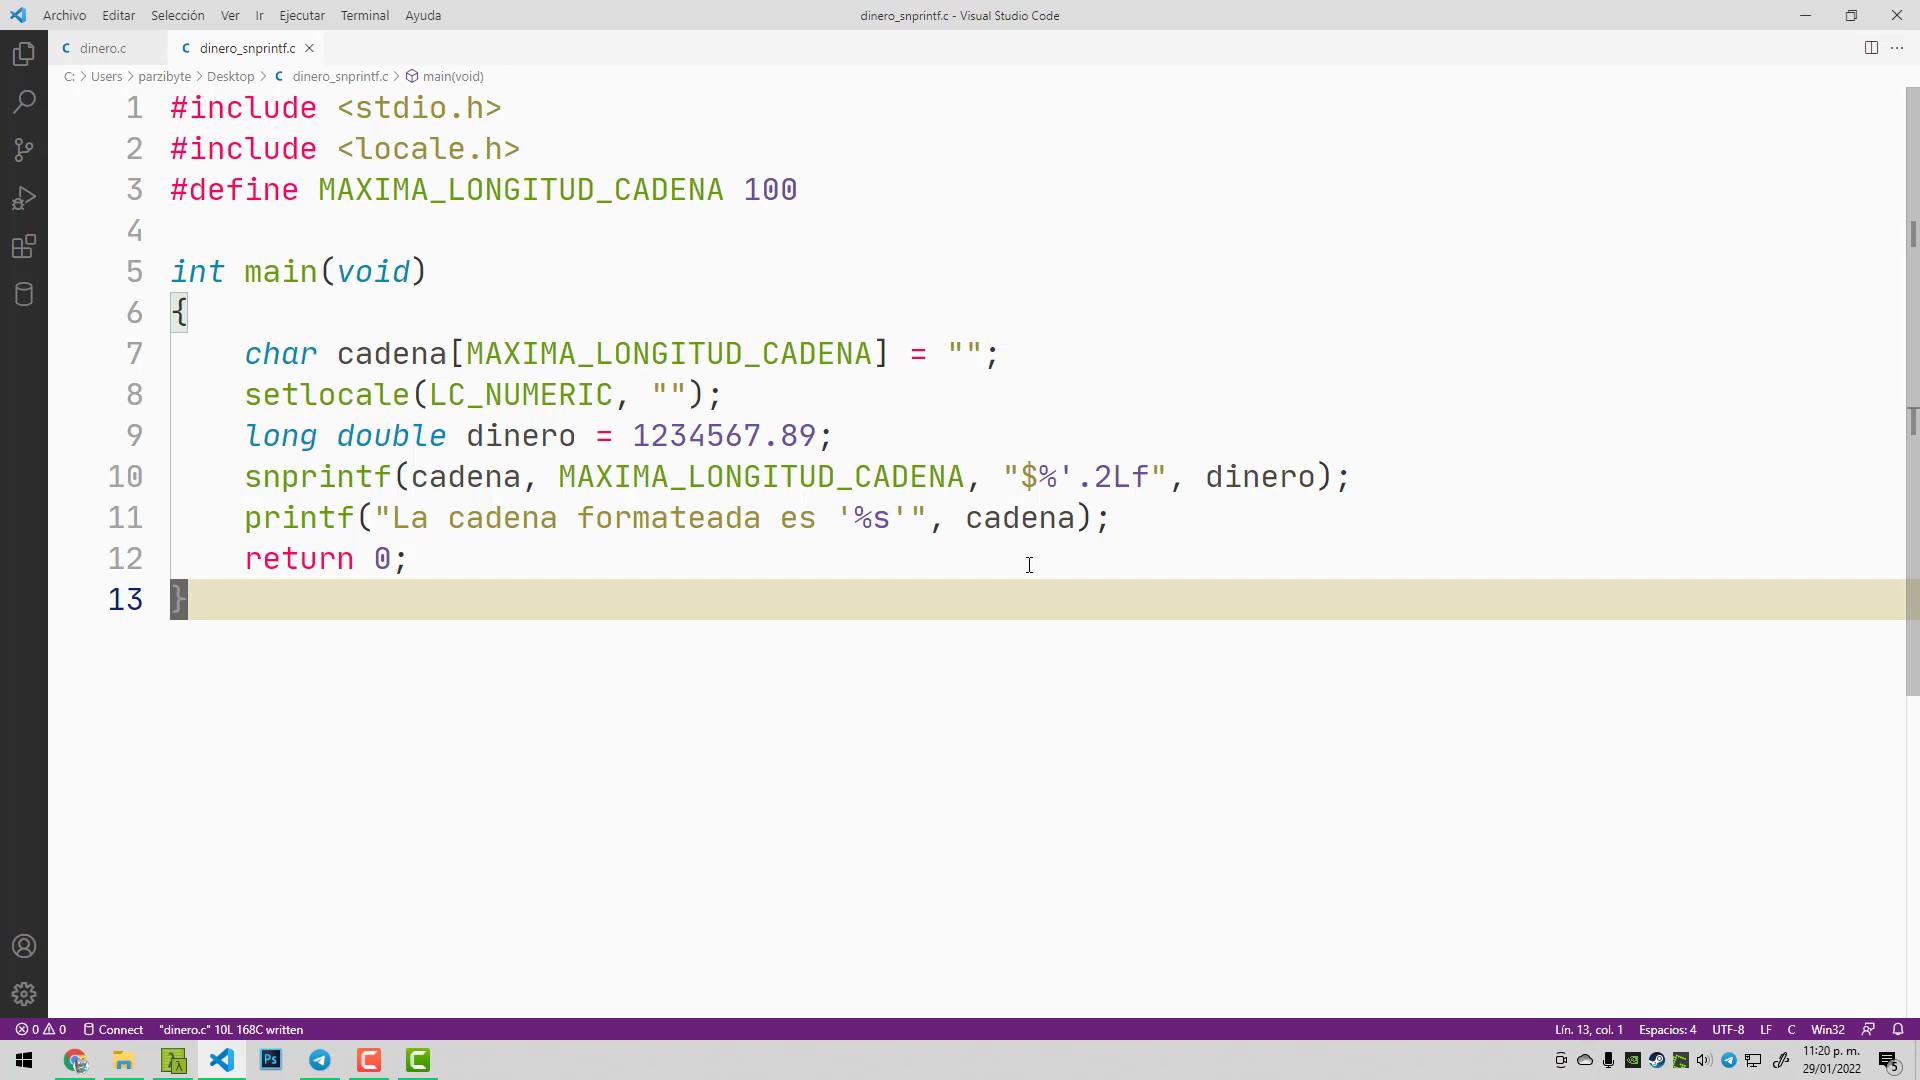 Archivo Editar Selección Ver Ir Ejecutar Terminal Ayuda dinero_snprintf.c - Visual Studio Code
C dinero.c C dinero_snprintf.c
C: > Users > parzibyte > Desktop > C dinero_snprintf.c > main(void)
1 #include <stdio.h>
2 #include <locale.h>
3 #define MAXIMA_LONGITUD_CADENA 100
4
5 int main(void)
6 {
7 char cadena[MAXIMA_LONGITUD_CADENA] = "";
8 setlocale(LC_NUMERIC, "");
9 long double dinero = 1234567.89;
10 snprintf(cadena, MAXIMA_LONGITUD_CADENA, "$%'.2Lf", dinero);
11 printf("La cadena formateada es '%s'", cadena);
12 return 0;
13 }
0 0 Connect "dinero.c" 10L 168C written Lín. 13, col. 1 Espacios: 4 UTF-8 LF C Win32
Ps 11:20 p. m.
29/01/2022 5